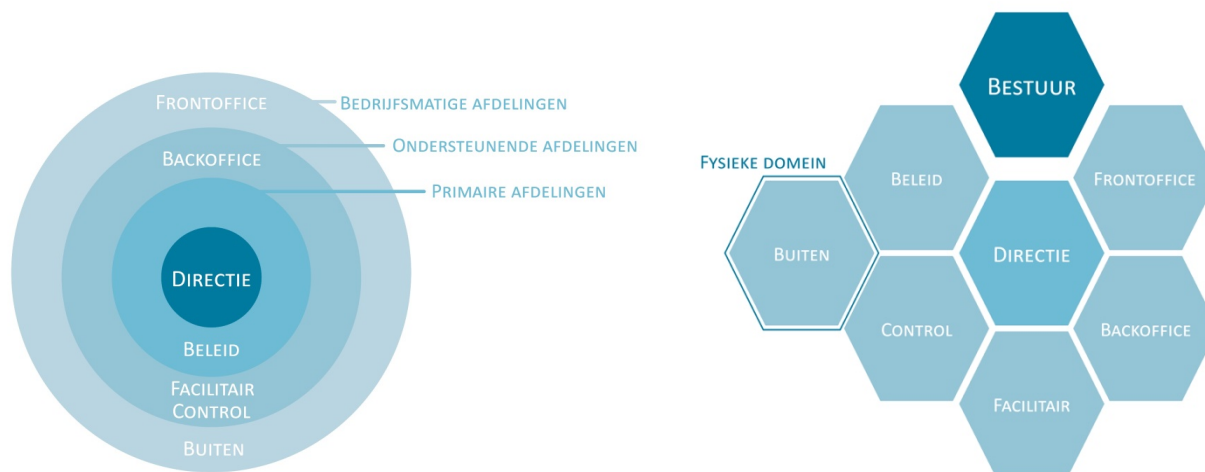 Frontoffice
Bedrijfsmatige afdelingen
Ondersteunende afdelingen
Backoffice
Primaire afdelingen
Directie
Beleid
Facilitair
Control
Buiten
Bestuur
Fysieke domein
Beleid
Frontoffice
Buiten
Directie
Control
Backoffice
Facilitair